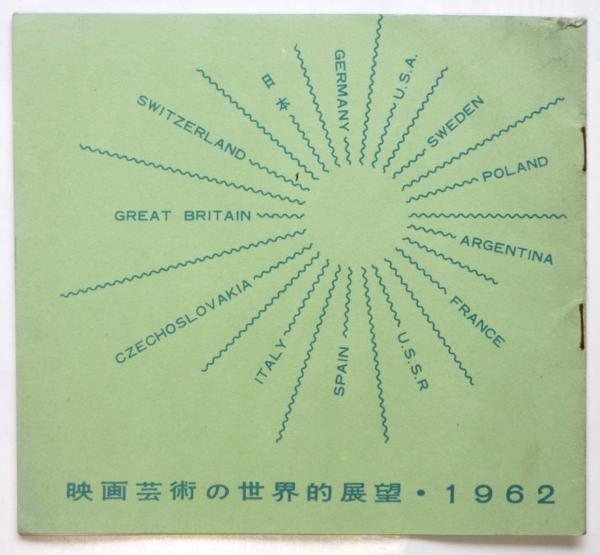 GERMANY
U.S.A.
SWEDEN
POLAND
ARGENTINA
FRANCE
U.S.S.R
SPAIN
ITALY
CZECHOSLOVAKIA
GREAT BRITAIN
SWITZERLAND
日本
映画芸術の世界的展望・1962